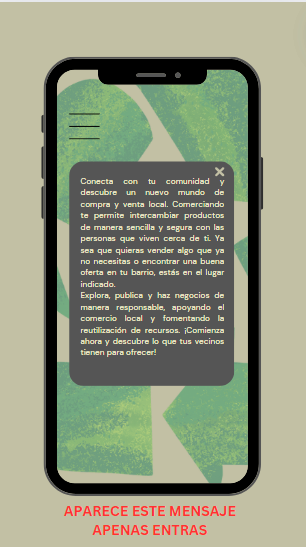 Conecta con tu comunidad y
descubre un nuevo mundo de
compra y venta local. Comerciando
te permite intercambiar productos
de manera sencilla y segura con las
personas que viven cerca de ti. Ya
sea que quieras vender algo que ya
no necesitas o encontrar una buena
oferta en tu barrio, estás en el lugar
indicado.
Explora, publica y haz negocios de
manera responsable, apoyando el
comercio local y fomentando la
reutilización de recursos. ¡Comienza
ahora y descubre lo que tus vecinos
tienen para ofrecer!
APARECE ESTE MENSAJE
APENAS ENTRAS